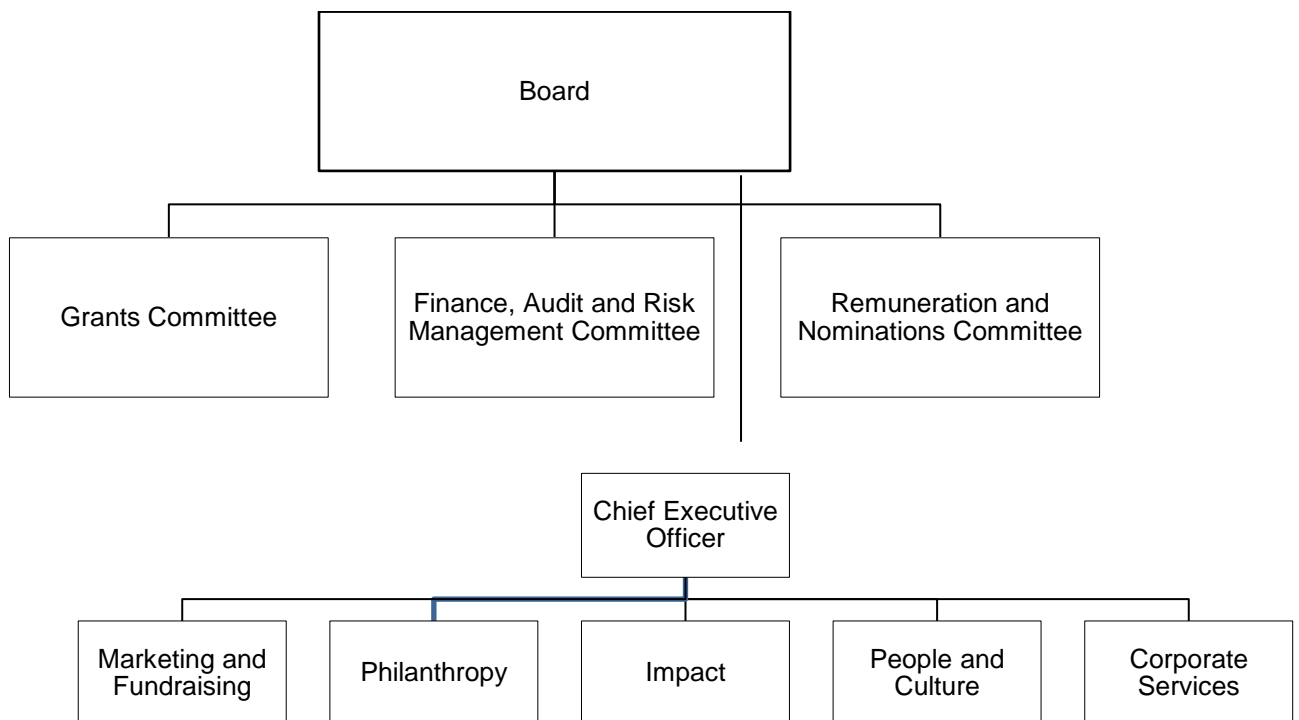 Board
Grants Committee
Finance, Audit and Risk
Management Committee
Remuneration and
Nominations Committee
Chief Executive
Officer
Marketing and
Fundraising
Philanthropy
Impact
People and
Culture
Corporate
Services